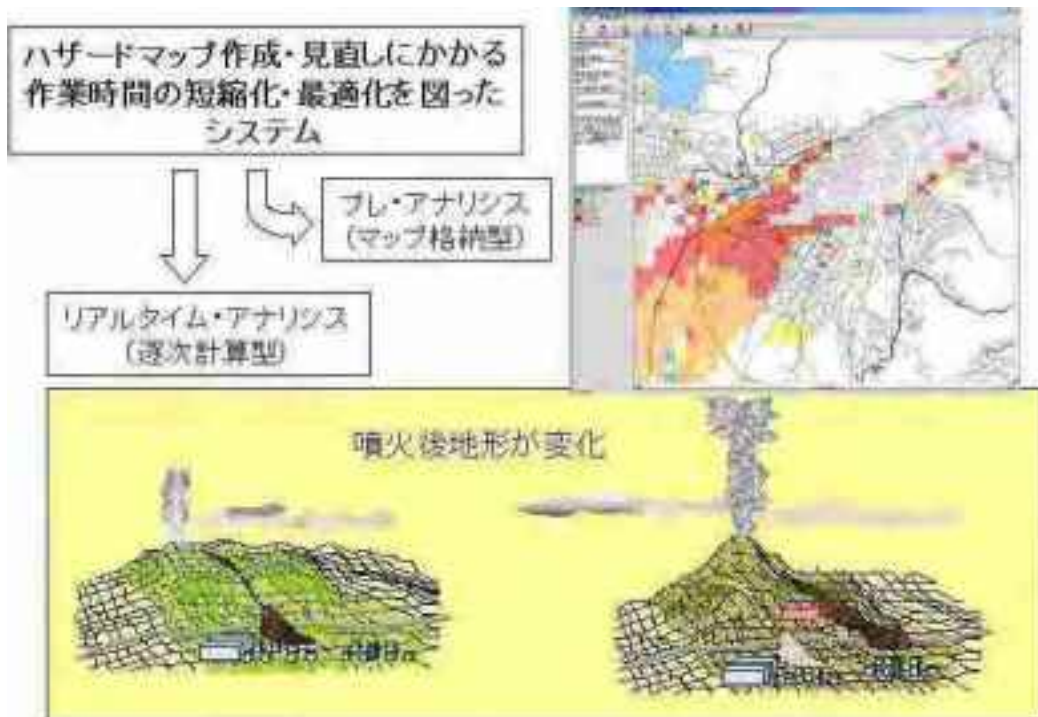 ハザードマップ作成・見直しにかかる
作業時間の短縮化・最適化を図った
システム
プレ・アナリシス
(マップ格納型)
リアルタイム・アナリシス
(逐次計算型)
噴火後地形が変化